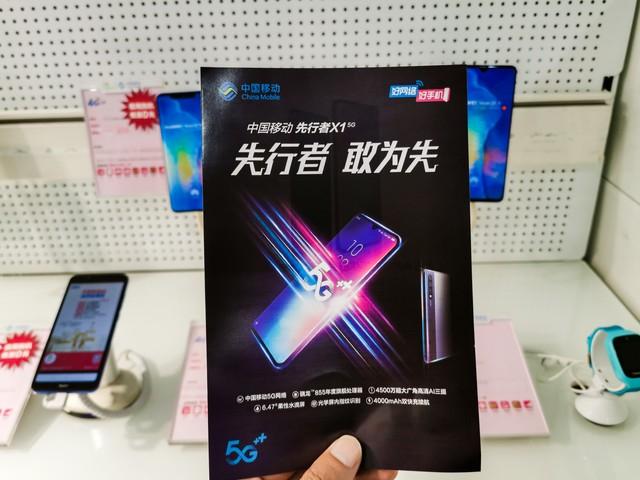 中国移动
China Mobile
好网络
好手机
中国移动 先行者X1 5G
先行者 敢为先
10
5G++
中国移动5G网络 骁龙™855年度旗舰处理器 4500万超大广角高清AI三摄
6.47"柔性水滴屏 光学屏内指纹识别 4000mAh双快充续航
5G++